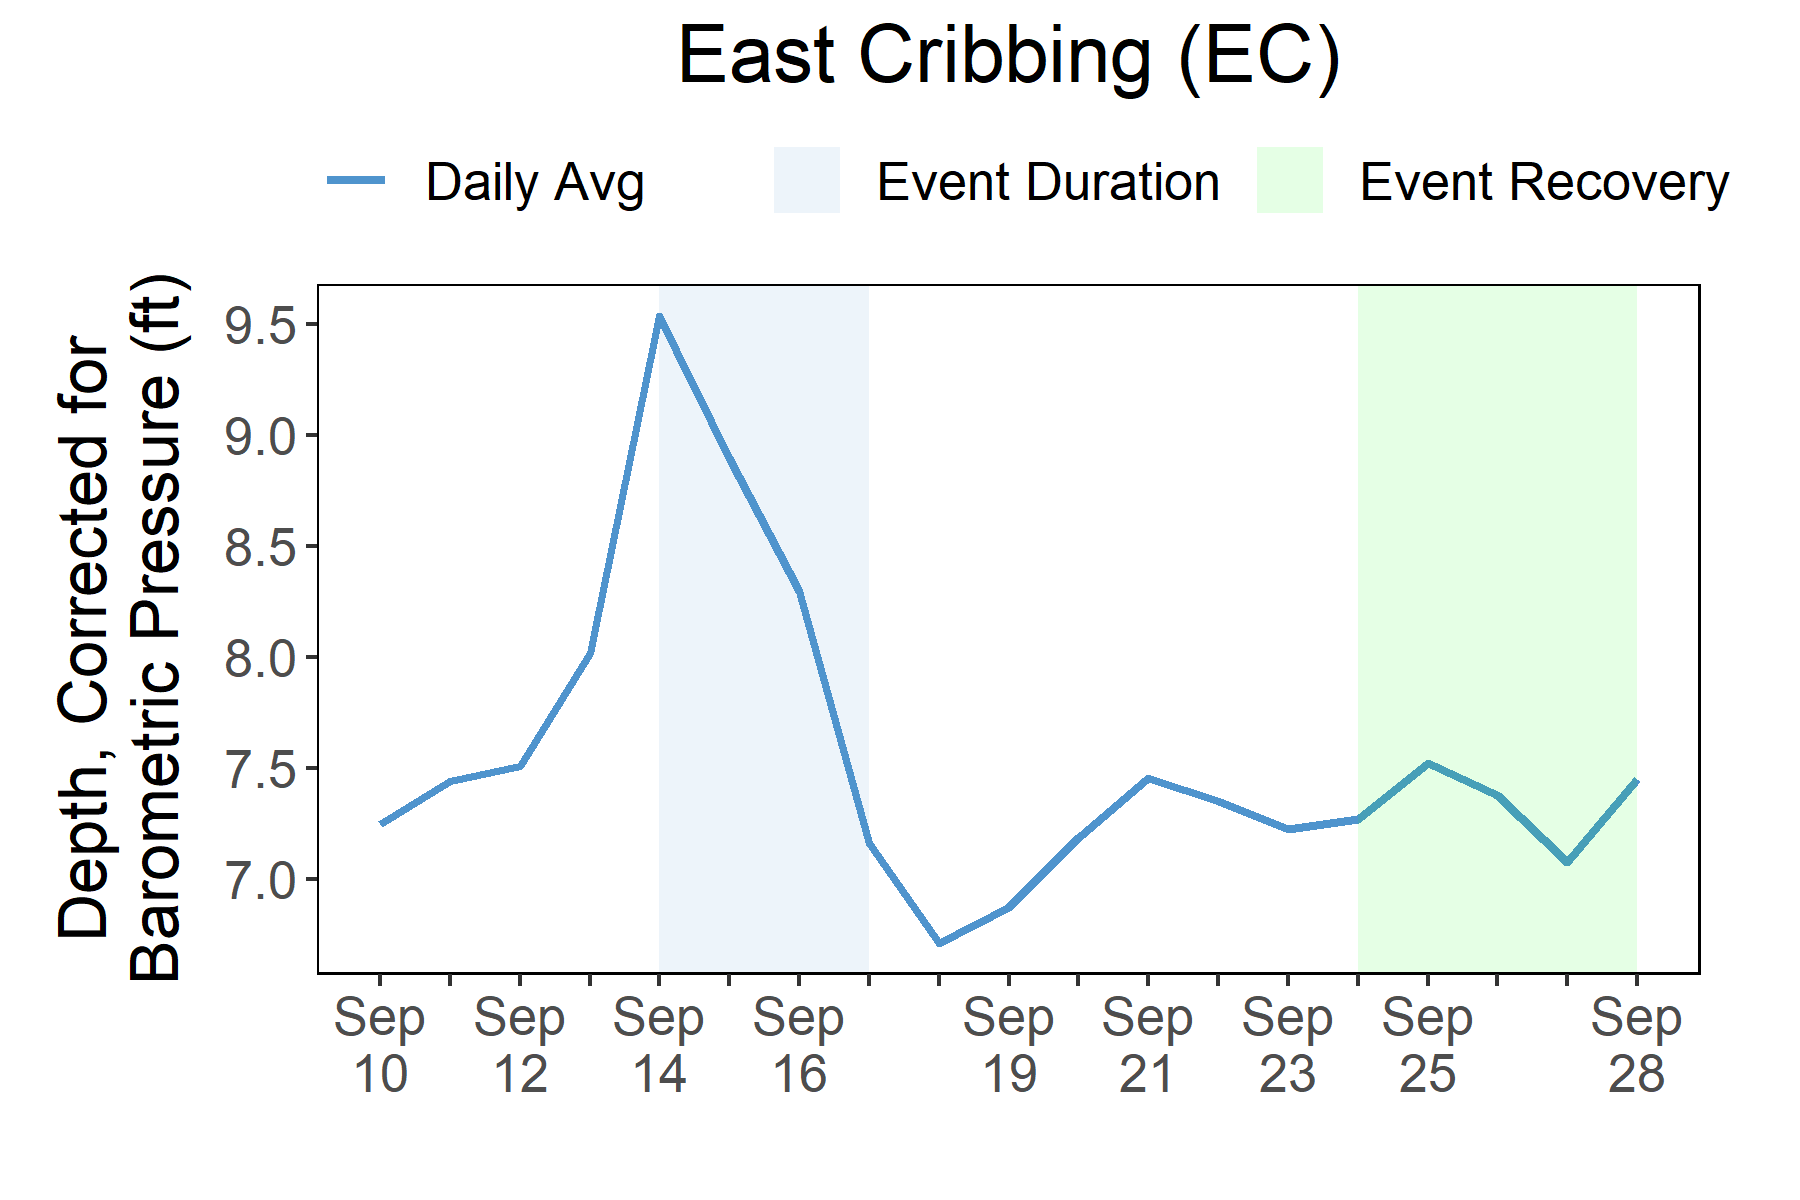 East Cribbing (EC)
Daily Avg Event Duration Event Recovery
Depth, Corrected for
Barometric Pressure (ft)
9.5
9.0
8.5
8.0
7.5
7.0
Sep Sep Sep Sep Sep Sep Sep Sep Sep
10 12 14 16 19 21 23 25 28